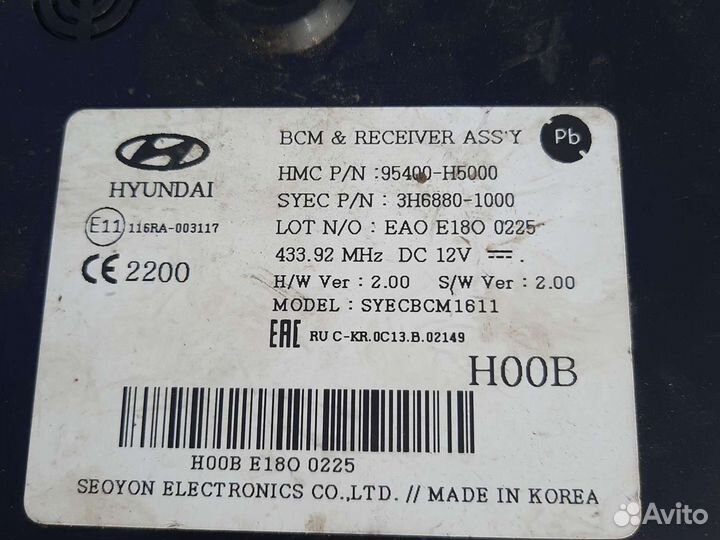 BCM & RECEIVER ASS'Y
Pb
HYUNDAI
HMC P/N : 95400-H5000
SYEC P/N : 3H6880-1000
E11 116RA-003117
LOT N/O : EAO E18O 0225
CE 2200
433.92 MHz DC 12V
H/W Ver : 2.00 S/W Ver : 2.00
MODEL : SYECBCM1611
EAC RU C-KR.0C13.B.02149
H00B
H00B E18O 0225
SEOYON ELECTRONICS CO.,LTD. // MADE IN KOREA
Avito